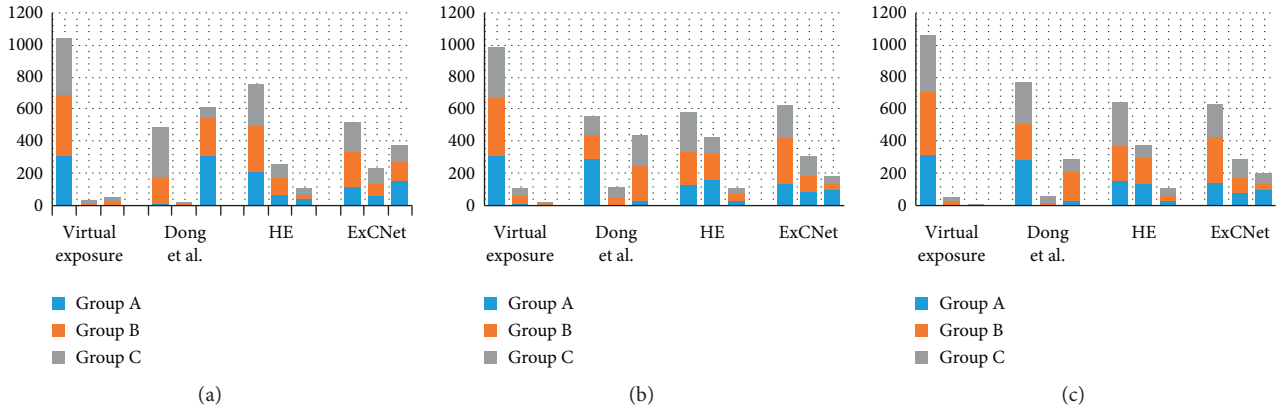 1200
1000
800
600
400
200
0
Virtual
exposure
Dong
et al.
HE
ExCNet
Group A
Group B
Group C
(a)
1200
1000
800
600
400
200
0
Virtual
exposure
Dong
et al.
HE
ExCNet
Group A
Group B
Group C
(b)
1200
1000
800
600
400
200
0
Virtual
exposure
Dong
et al.
HE
ExCNet
Group A
Group B
Group C
(c)